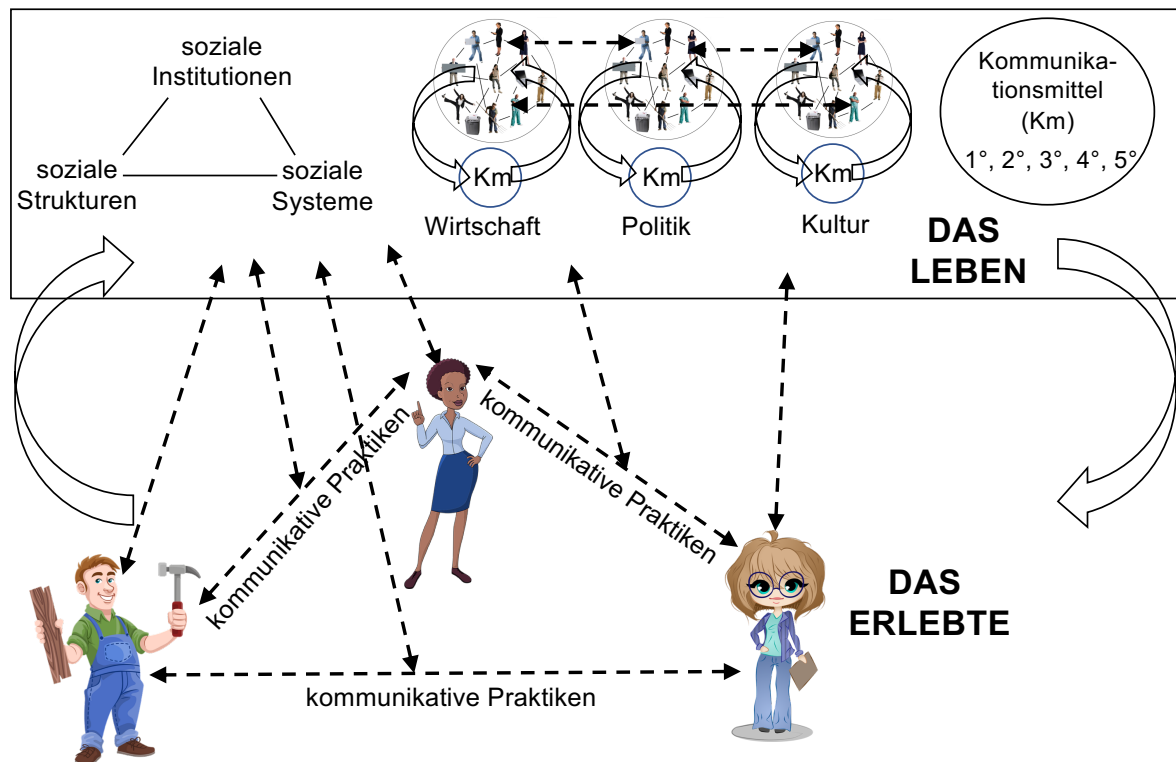 soziale
Institutionen
soziale
Strukturen
soziale
Systeme
Km
Km
Km
Wirtschaft
Politik
Kultur
Kommunika-
tionsmittel
(Km)
1°, 2°, 3°, 4°, 5°
DAS
LEBEN
kommunikative Praktiken
kommunikative Praktiken
kommunikative Praktiken
DAS
ERLEBTE